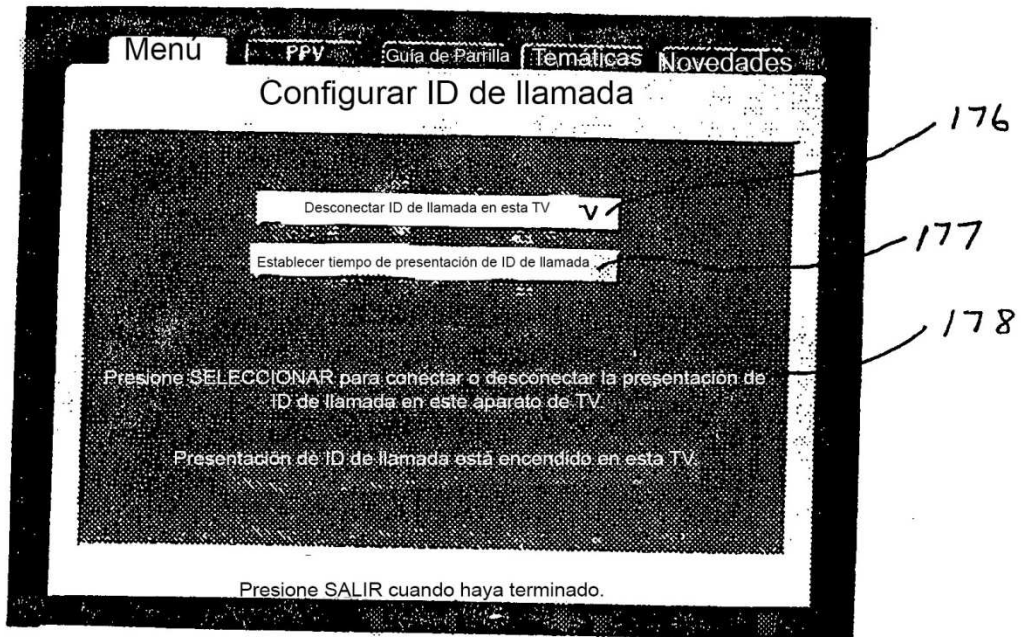 Menú PPV Guía de Parrilla Temáticas Novedades
Configurar ID de llamada
176
Desconectar ID de llamada en esta TV V
177
Establecer tiempo de presentación de ID de llamada
178
Presione SELECCIONAR para conectar o desconectar la presentación de
ID de llamada en este aparato de TV.
Presentación de ID de llamada está encendido en esta TV.
Presione SALIR cuando haya terminado.